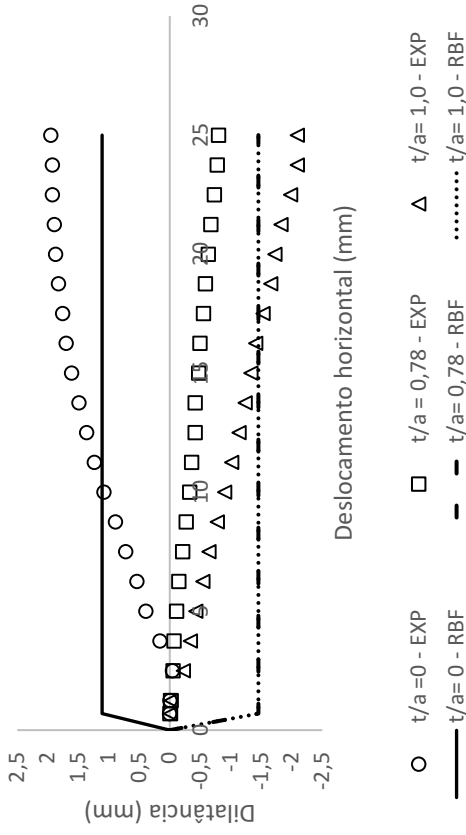 2,5
2
1,5
1
0,5
0
-0,5
-1
-1,5
-2
-2,5
Dilatância (mm)
0
5
10
15
20
25
30
Deslocamento horizontal (mm)
t/a =0 - EXP
t/a = 0,78 - EXP
t/a= 1,0 - EXP
t/a= 0 - RBF
t/a= 0,78 - RBF
t/a= 1,0 - RBF